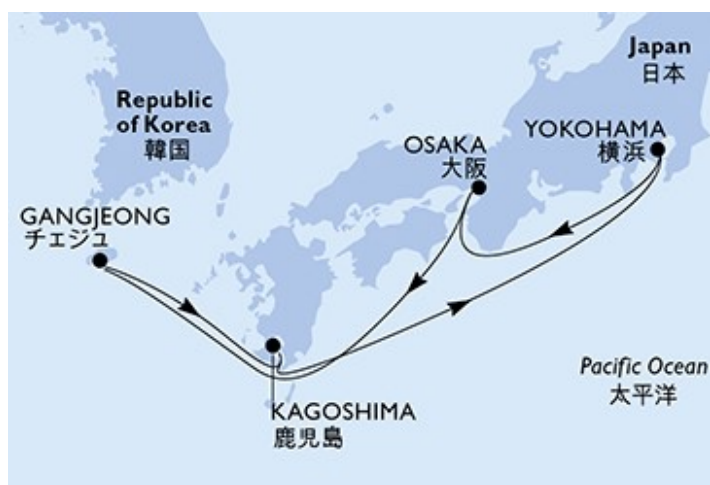 Japan
日本
Republic
of Korea
韓国
OSAKA
大阪
YOKOHAMA
横浜
GANGJEONG
チェジュ
Pacific Ocean
太平洋
KAGOSHIMA
鹿児島